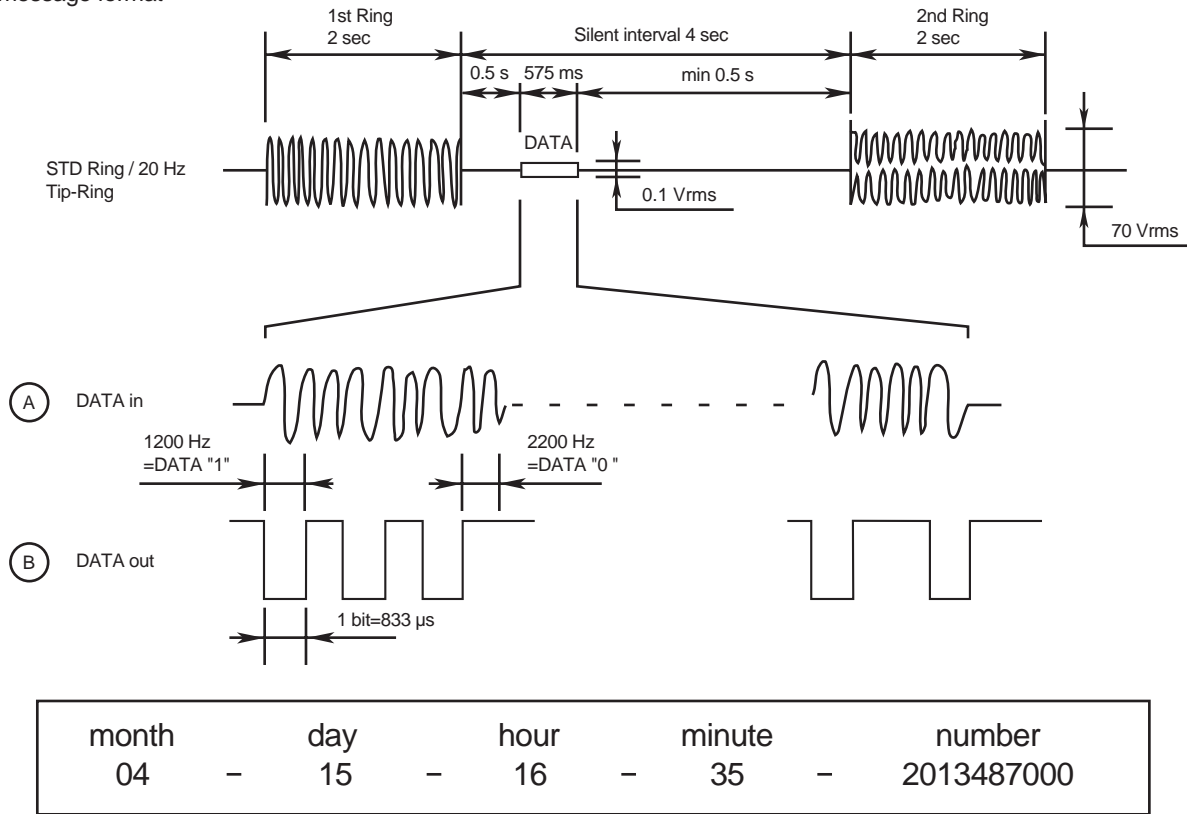 message format
1st Ring
2 sec
Silent interval 4 sec
2nd Ring
2 sec
0.5 s
575 ms
min 0.5 s
DATA
STD Ring / 20 Hz
Tip-Ring
0.1 Vrms
70 Vrms
A DATA in
1200 Hz
=DATA "1"
2200 Hz
=DATA "0 "
B DATA out
1 bit=833 µs
month day hour minute number
04 – 15 – 16 – 35 – 2013487000